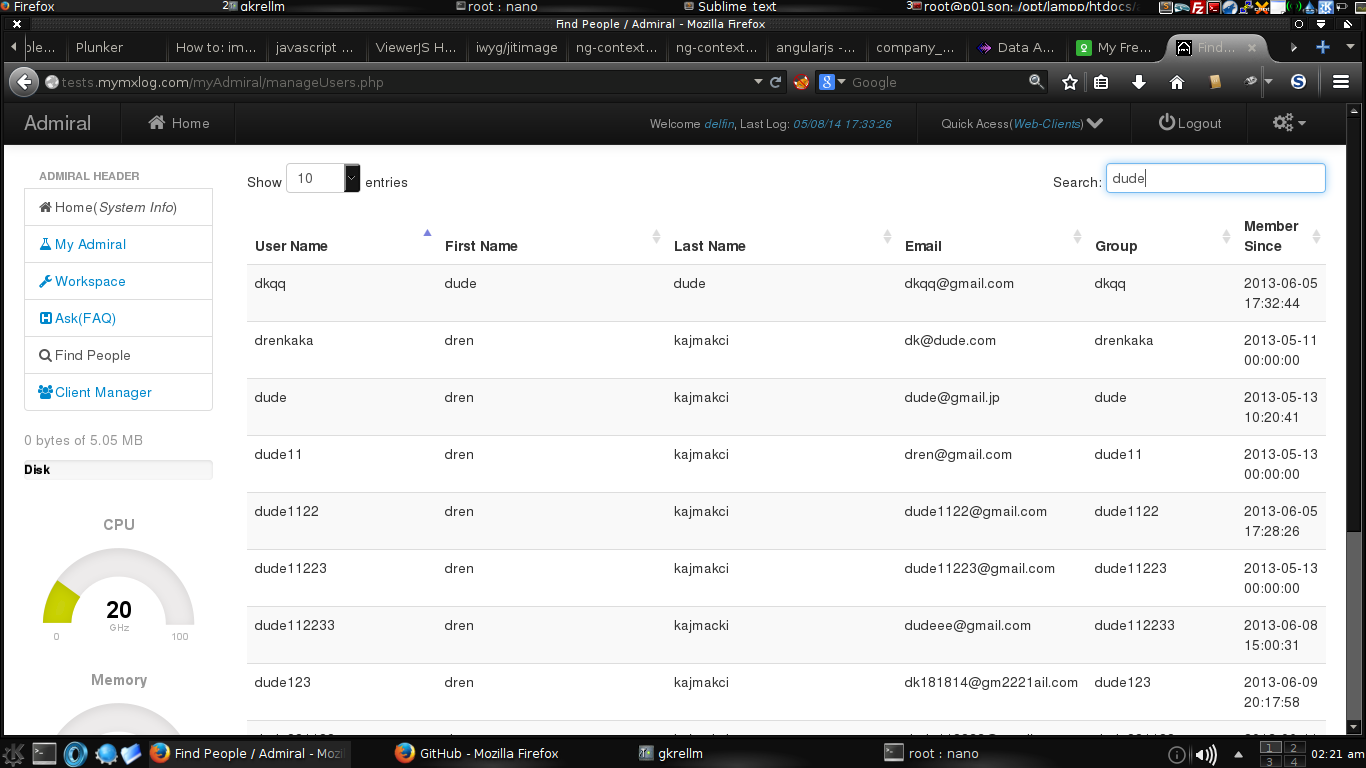 Firefox
2 gkrellm
root : nano
Sublime text
3 root@p01son: /opt/lampp/htdocs/
Find People / Admiral - Mozilla Firefox
Plunker
How to: im...
javascript ...
ViewerJS H...
iwyg/jitimage
ng-context...
ng-context...
angularjs -...
company_...
Data A...
My Fre...
Find...
tests.mymxlog.com/myAdmiral/manageUsers.php
Google
Admiral
Home
Welcome delfin, Last Log: 05/08/14 17:33:26
Quick Acess(Web-Clients)
Logout
ADMIRAL HEADER
Home(System Info)
My Admiral
Workspace
Ask(FAQ)
Find People
Client Manager
0 bytes of 5.05 MB
Disk
CPU
20
GHz
0 100
Memory
Show 10 entries
Search: dude
User Name First Name Last Name Email Group Member Since
dkqq dude dude dkqq@gmail.com dkqq 2013-06-05 17:32:44
drenkaka dren kajmakci dk@dude.com drenkaka 2013-05-11 00:00:00
dude dren kajmakci dude@gmail.jp dude 2013-05-13 10:20:41
dude11 dren kajmakci dren@gmail.com dude11 2013-05-13 00:00:00
dude1122 dren kajmakci dude1122@gmail.com dude1122 2013-06-05 17:28:26
dude11223 dren kajmakci dude11223@gmail.com dude11223 2013-05-13 00:00:00
dude112233 dren kajmacki dudeee@gmail.com dude112233 2013-06-08 15:00:31
dude123 dren kajmakci dk181814@gm2221ail.com dude123 2013-06-09 20:17:58
Find People / Admiral - Mo
GitHub - Mozilla Firefox
gkrellm
root : nano
1 2
3 4
02:21 am